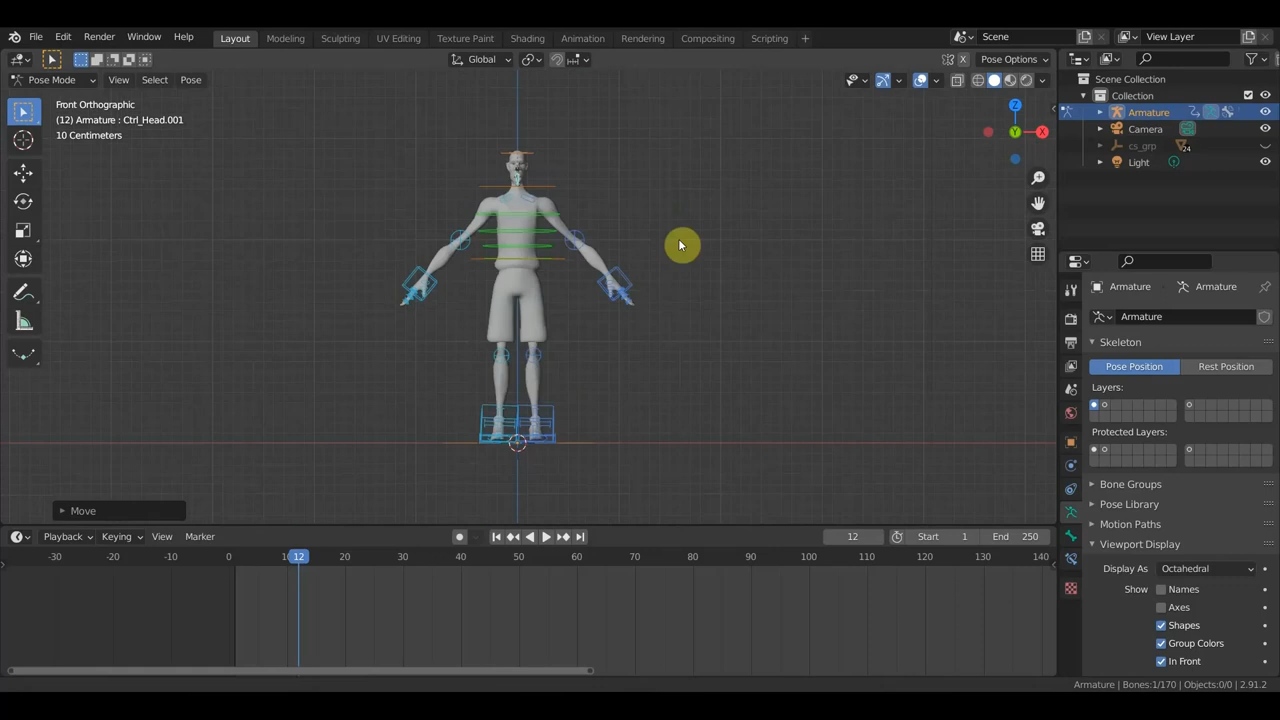 File Edit Render Window Help Layout Modeling Sculpting UV Editing Texture Paint Shading Animation Rendering Compositing Scripting + Scene View Layer
Global Pose Options
Pose Mode View Select Pose
Front Orthographic
(12) Armature : Ctrl_Head.001
10 Centimeters
Z
X
Y
Scene Collection
Collection
Armature
Camera
cs_grp 24
Light
Armature Armature
Armature
Skeleton
Pose Position Rest Position
Layers:
Protected Layers:
Bone Groups
Pose Library
Motion Paths
Viewport Display
Display As Octahedral
Show Names
Axes
Shapes
Group Colors
In Front
Move
Playback Keying View Marker 12 Start 1 End 250
-30 -20 -10 0 12 20 30 40 50 60 70 80 90 100 110 120 130 140
Armature | Bones:1/170 | Objects:0/0 | 2.91.2